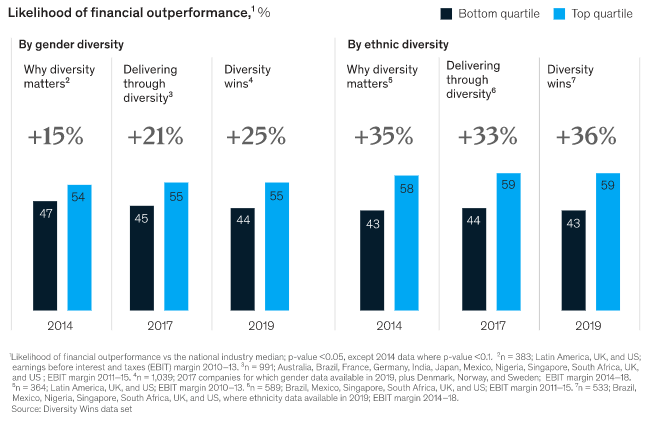 Likelihood of financial outperformance,¹ %
Bottom quartile
Top quartile
By gender diversity
By ethnic diversity
Why diversity
matters²
Delivering
through
diversity³
Diversity
wins⁴
Why diversity
matters⁵
Delivering
through
diversity⁶
Diversity
wins⁷
+15%
+21%
+25%
+35%
+33%
+36%
47
54
45
55
44
55
43
58
44
59
43
59
2014
2017
2019
2014
2017
2019
¹Likelihood of financial outperformance vs the national industry median; p-value <0.05, except 2014 data where p-value <0.1. ²n = 383; Latin America, UK, and US;
earnings before interest and taxes (EBIT) margin 2010–13. ³n = 991; Australia, Brazil, France, Germany, India, Japan, Mexico, Nigeria, Singapore, South Africa, UK,
and US ; EBIT margin 2011–15. ⁴n = 1,039; 2017 companies for which gender data available in 2019, plus Denmark, Norway, and Sweden; EBIT margin 2014–18.
⁵n = 364; Latin America, UK, and US; EBIT margin 2010–13. ⁶n = 589; Brazil, Mexico, Singapore, South Africa, UK, and US; EBIT margin 2011–15. ⁷n = 533; Brazil,
Mexico, Nigeria, Singapore, South Africa, UK, and US, where ethnicity data available in 2019; EBIT margin 2014–18.
Source: Diversity Wins data set